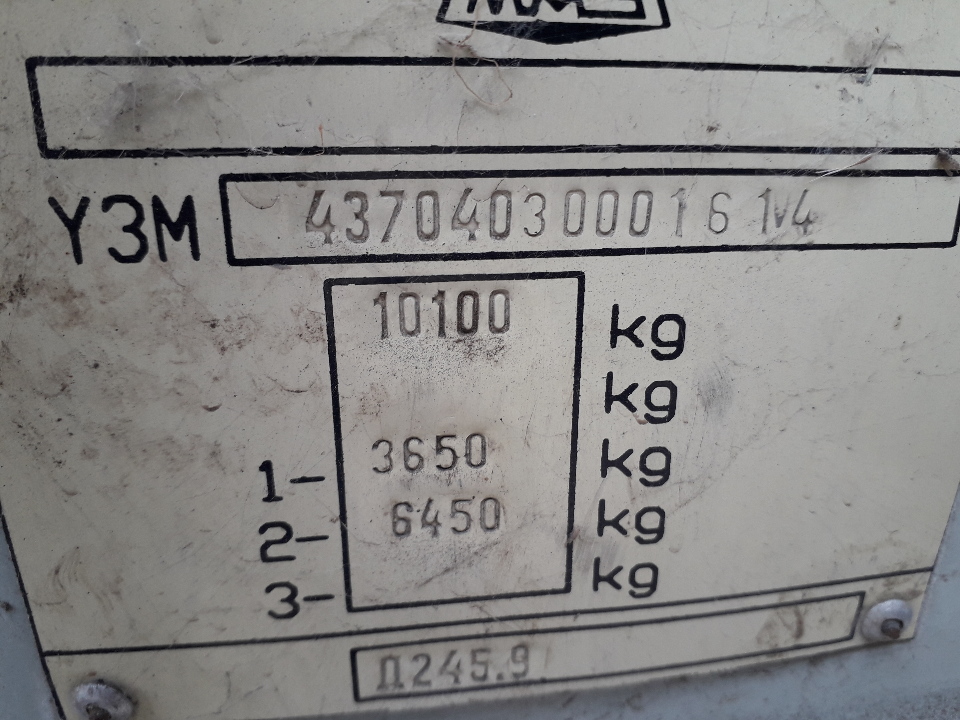 Y3M 43704030001614
10100 kg
kg
1- 3650 kg
2- 6450 kg
3- kg
Д245.9